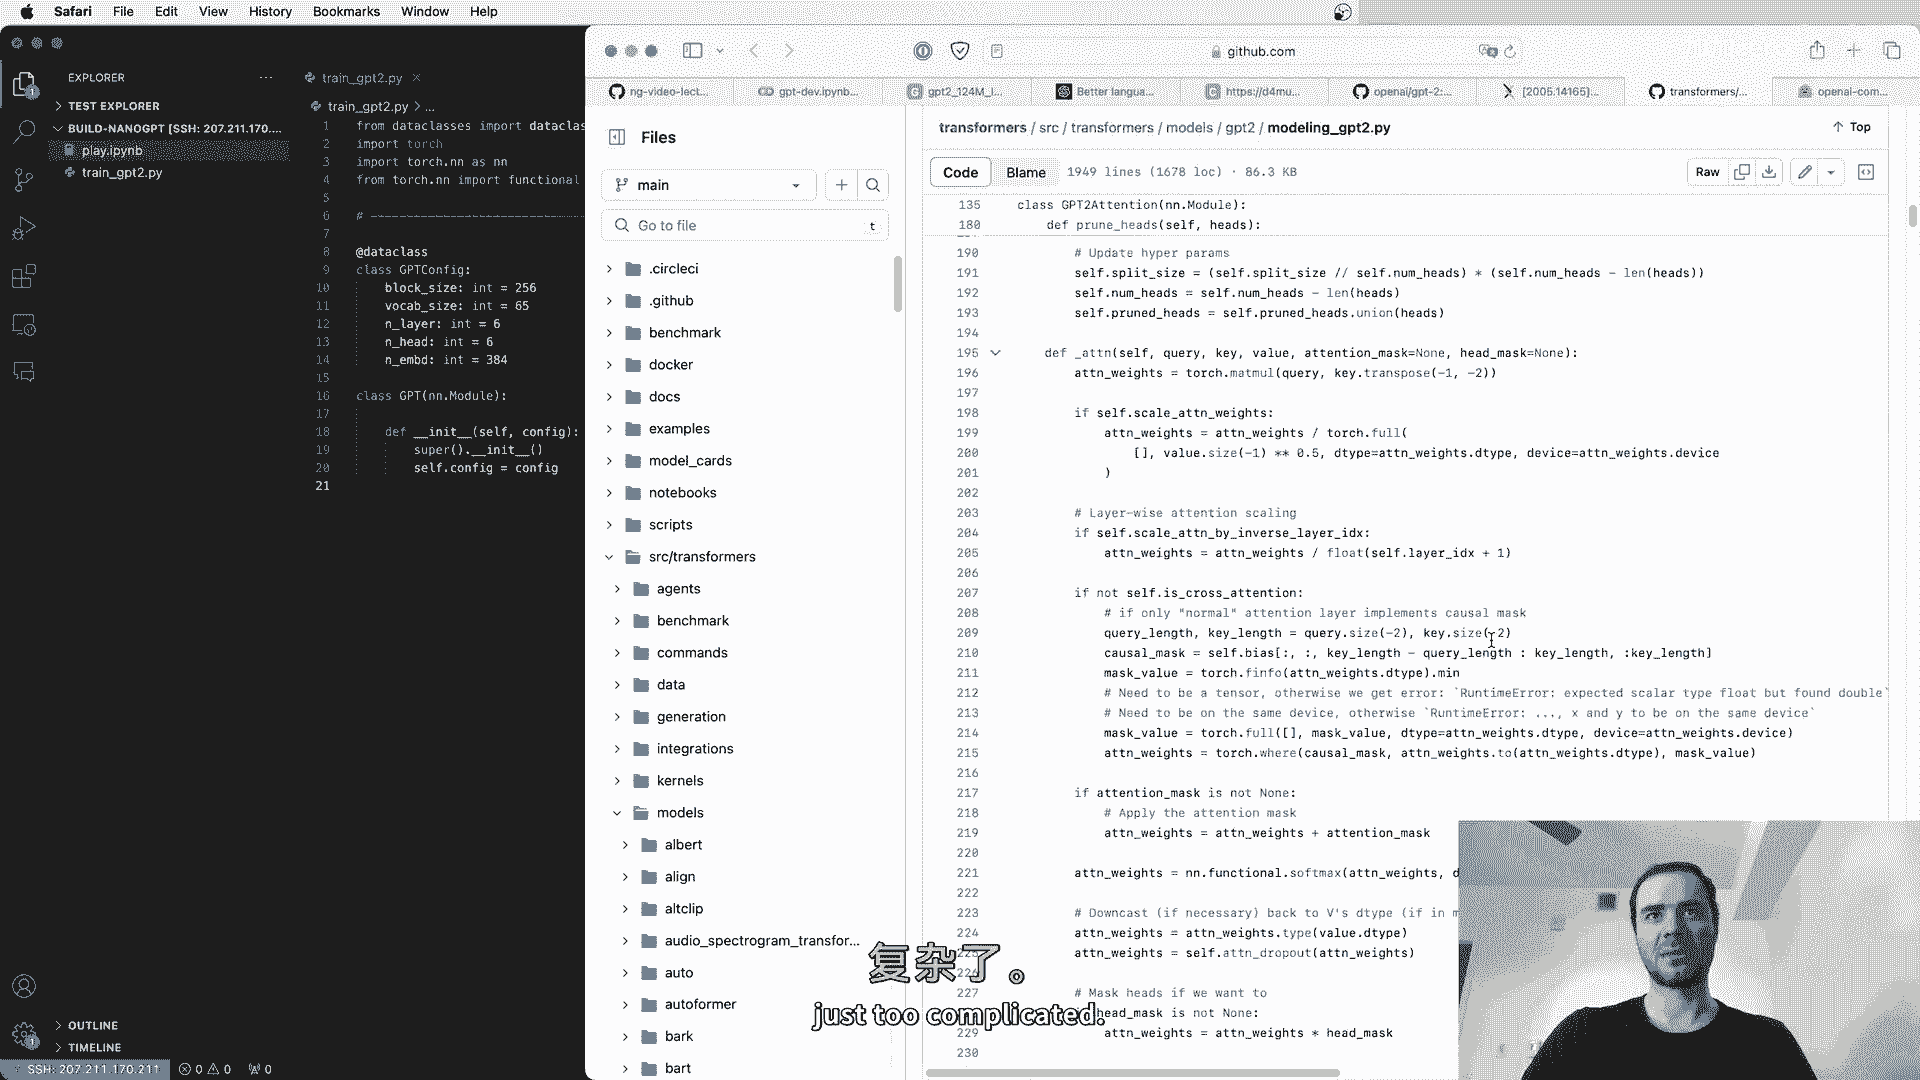 Safari File Edit View History Bookmarks Window Help
EXPLORER
TEST EXPLORER
BUILD-NANOGPT [SSH: 207.211.170....
play.ipynb
train_gpt2.py
OUTLINE
TIMELINE
SSH: 207.211.170.211 0 0 0
train_gpt2.py
train_gpt2.py > ...
1 from dataclasses import dataclas
2 import torch
3 import torch.nn as nn
4 from torch.nn import functional
5
6 #
7
8 @dataclass
9 class GPTConfig:
10 block_size: int = 256
11 vocab_size: int = 65
12 n_layer: int = 6
13 n_head: int = 6
14 n_embd: int = 384
15
16 class GPT(nn.Module):
17
18 def __init__(self, config):
19 super().__init__()
20 self.config = config
21
github.com
ng-video-lect... gpt-dev.ipynb... gpt2_124M_l... Better langua... https://d4mu... openai/gpt-2:... [2005.14165]... transformers/... openai-com...
Files
main
Go to file t
.circleci
.github
benchmark
docker
docs
examples
model_cards
notebooks
scripts
src/transformers
agents
benchmark
commands
data
generation
integrations
kernels
models
albert
align
altclip
audio_spectrogram_transfor...
auto
autoformer
bark
bart
transformers / src / transformers / models / gpt2 / modeling_gpt2.py Top
Code Blame 1949 lines (1678 loc) · 86.3 KB Raw
135 class GPT2Attention(nn.Module):
180 def prune_heads(self, heads):
190 # Update hyper params
191 self.split_size = (self.split_size // self.num_heads) * (self.num_heads - len(heads))
192 self.num_heads = self.num_heads - len(heads)
193 self.pruned_heads = self.pruned_heads.union(heads)
194
195 def _attn(self, query, key, value, attention_mask=None, head_mask=None):
196 attn_weights = torch.matmul(query, key.transpose(-1, -2))
197
198 if self.scale_attn_weights:
199 attn_weights = attn_weights / torch.full(
200 [], value.size(-1) ** 0.5, dtype=attn_weights.dtype, device=attn_weights.device
201 )
202
203 # Layer-wise attention scaling
204 if self.scale_attn_by_inverse_layer_idx:
205 attn_weights = attn_weights / float(self.layer_idx + 1)
206
207 if not self.is_cross_attention:
208 # if only "normal" attention layer implements causal mask
209 query_length, key_length = query.size(-2), key.size(-2)
210 causal_mask = self.bias[:, :, key_length - query_length : key_length, :key_length]
211 mask_value = torch.finfo(attn_weights.dtype).min
212 # Need to be a tensor, otherwise we get error: `RuntimeError: expected scalar type float but found double`
213 # Need to be on the same device, otherwise `RuntimeError: ..., x and y to be on the same device`
214 mask_value = torch.full([], mask_value, dtype=attn_weights.dtype, device=attn_weights.device)
215 attn_weights = torch.where(causal_mask, attn_weights.to(attn_weights.dtype), mask_value)
216
217 if attention_mask is not None:
218 # Apply the attention mask
219 attn_weights = attn_weights + attention_mask
220
221 attn_weights = nn.functional.softmax(attn_weights, d
222
223 # Downcast (if necessary) back to V's dtype (if in m
224 attn_weights = attn_weights.type(value.dtype)
225 attn_weights = self.attn_dropout(attn_weights)
226
227 # Mask heads if we want to
head_mask is not None:
229 attn_weights = attn_weights * head_mask
230
复杂了。
just too complicated.